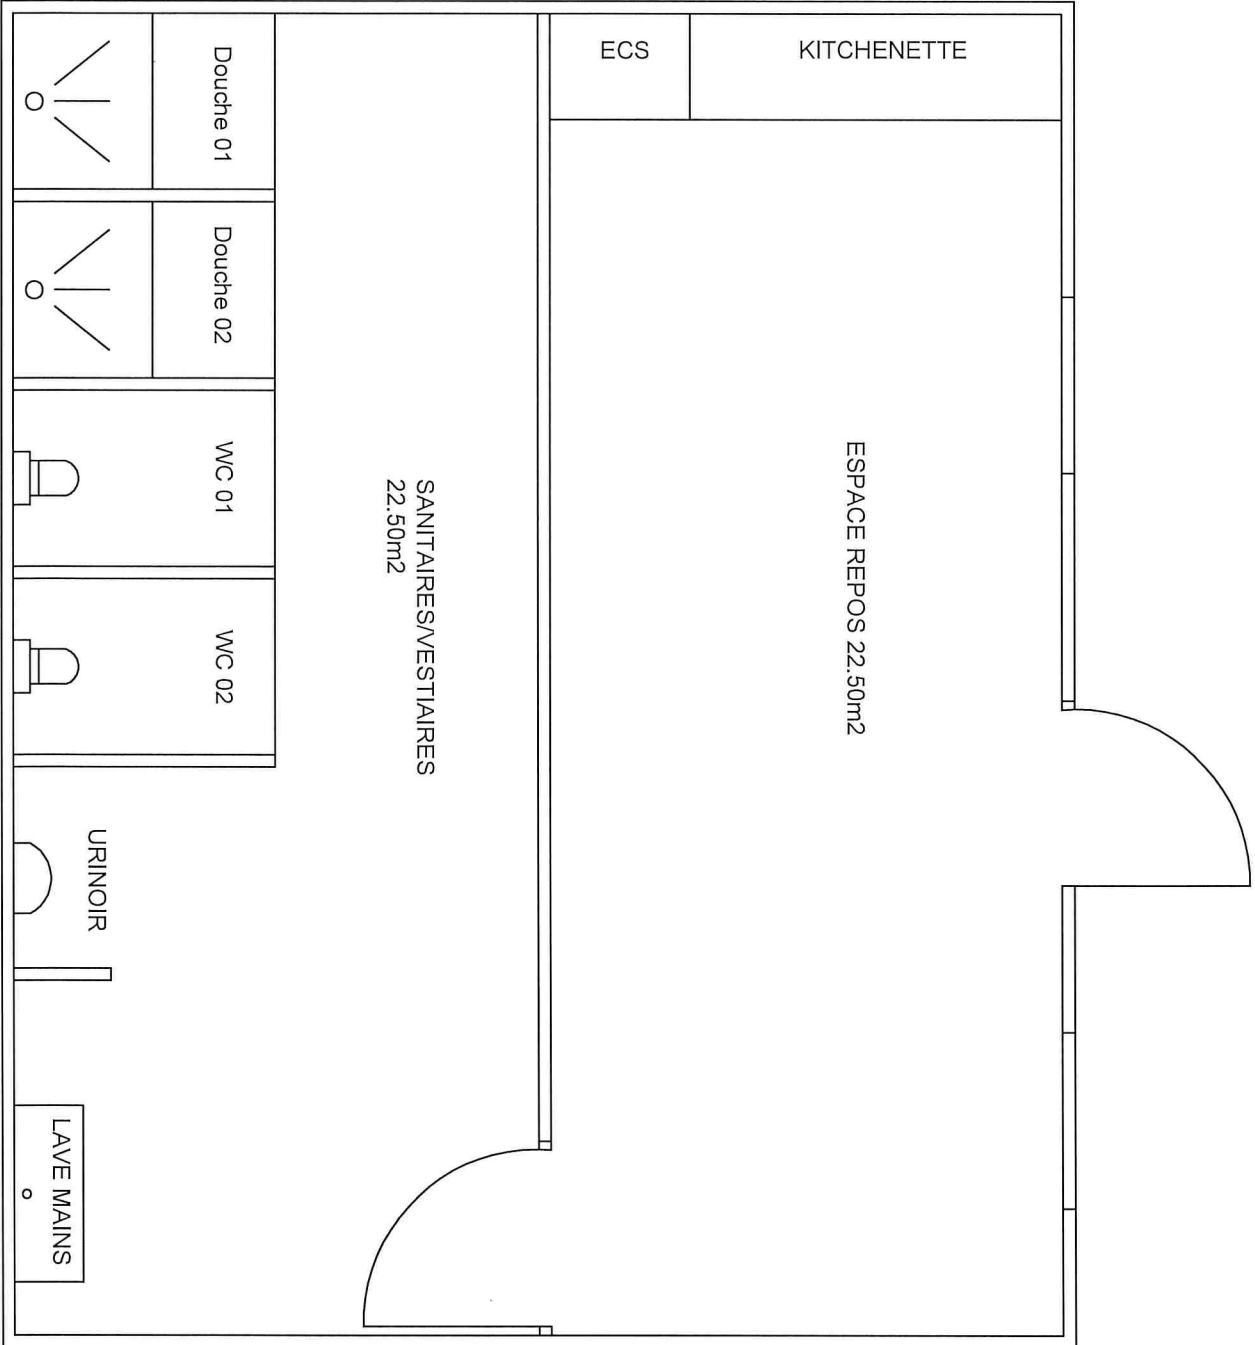 ECS
KITCHENETTE
Douche 01
Douche 02
WC 01
WC 02
SANITAIRES/VESTIAIRES
22.50m2
ESPACE REPOS 22.50m2
URINOIR
LAVE MAINS